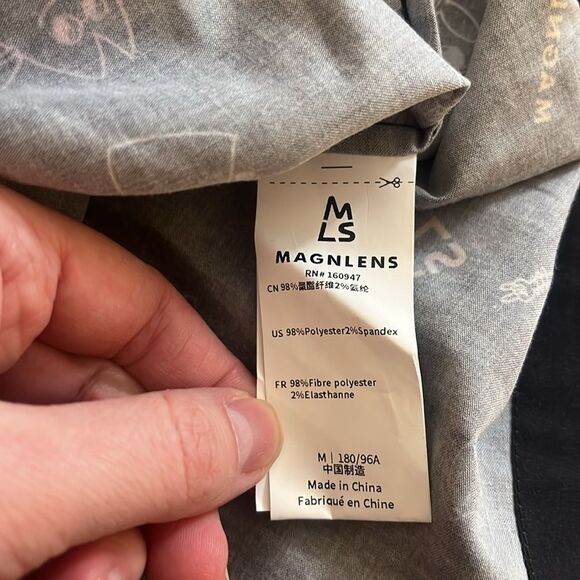 M
LS
MAGNLENS
RN# 160947
CN 98%聚酯纤维2%氨纶
US 98%Polyester2%Spandex
FR 98%Fibre polyester
2%Elasthanne
M | 180/96A
中国制造
Made in China
Fabriqué en Chine